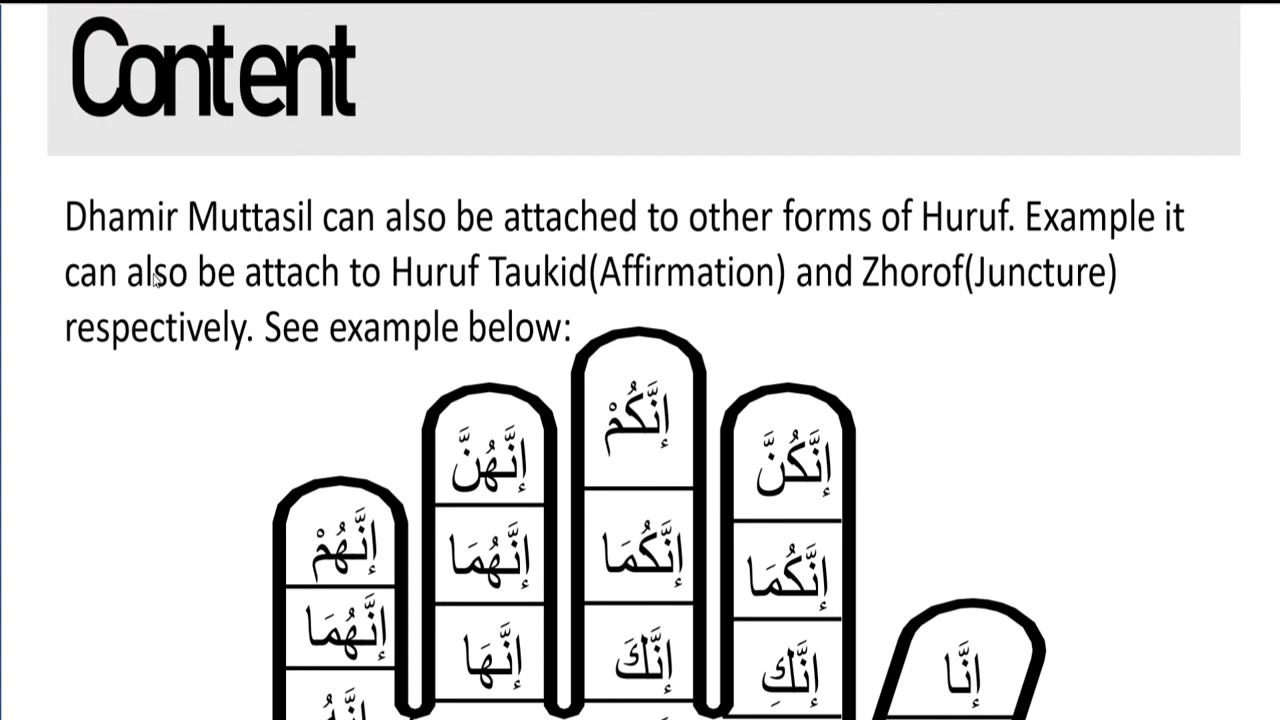 Content
Dhamir Muttasil can also be attached to other forms of Huruf. Example it
can also be attach to Huruf Taukid(Affirmation) and Zhorof(Juncture)
respectively. See example below:
إِنَّهُمْ
إِنَّهُمَا
إِنَّهُ
إِنَّهُنَّ
إِنَّهُمَا
إِنَّهَا
إِنَّكُمْ
إِنَّكُمَا
إِنَّكَ
إِنَّكُنَّ
إِنَّكُمَا
إِنَّكِ
إِنَّا